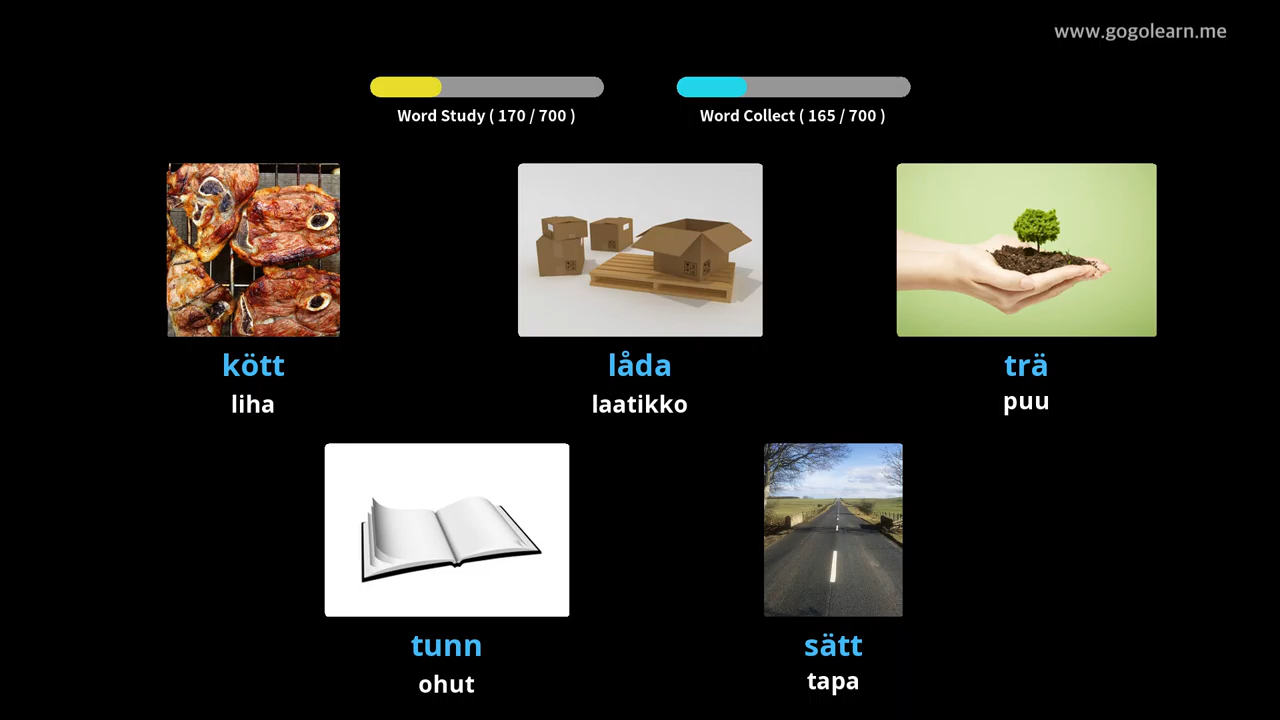 www.gogolearn.me
Word Study ( 170 / 700 )
Word Collect ( 165 / 700 )
kött
låda
trä
liha
laatikko
puu
tunn
sätt
ohut
tapa